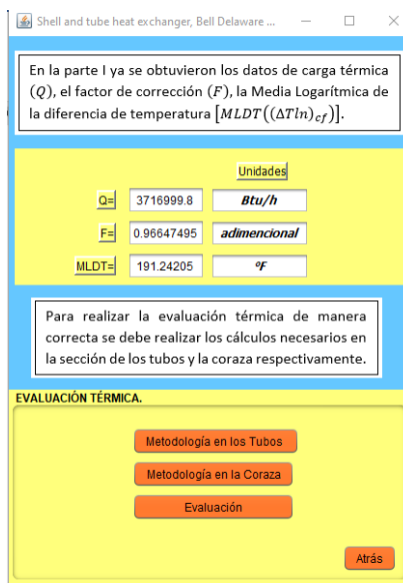 Shell and tube heat exchanger, Bell Delaware ...
En la parte I ya se obtuvieron los datos de carga térmica
(Q), el factor de corrección (F), la Media Logarítmica de
la diferencia de temperatura [MLDT((ΔTln)cf)].
Unidades
Q= 3716999.8 Btu/h
F= 0.96647495 adimencional
MLDT= 191.24205 ºF
Para realizar la evaluación térmica de manera
correcta se debe realizar los cálculos necesarios en
la sección de los tubos y la coraza respectivamente.
EVALUACIÓN TÉRMICA.
Metodología en los Tubos
Metodología en la Coraza
Evaluación
Atrás